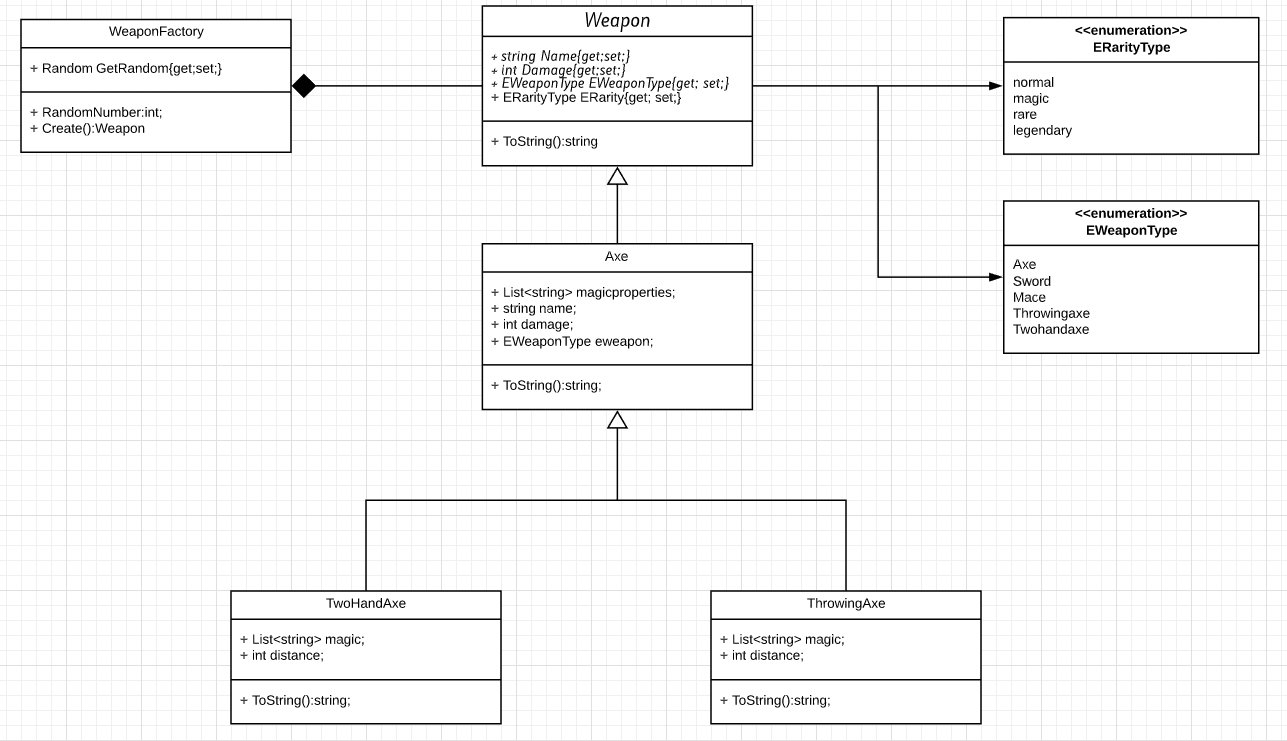 WeaponFactory
+ Random GetRandom{get;set;}
+ RandomNumber:int;
+ Create():Weapon
Weapon
+ string Name{get;set;}
+ int Damage{get;set;}
+ EWeaponType EWeaponType{get; set;}
+ ERarityType ERarity{get; set;}
+ ToString():string
<<enumeration>>
ERarityType
normal
magic
rare
legendary
<<enumeration>>
EWeaponType
Axe
Sword
Mace
Throwingaxe
Twohandaxe
Axe
+ List<string> magicproperties;
+ string name;
+ int damage;
+ EWeaponType eweapon;
+ ToString():string;
TwoHandAxe
+ List<string> magic;
+ int distance;
+ ToString():string;
ThrowingAxe
+ List<string> magic;
+ int distance;
+ ToString():string;